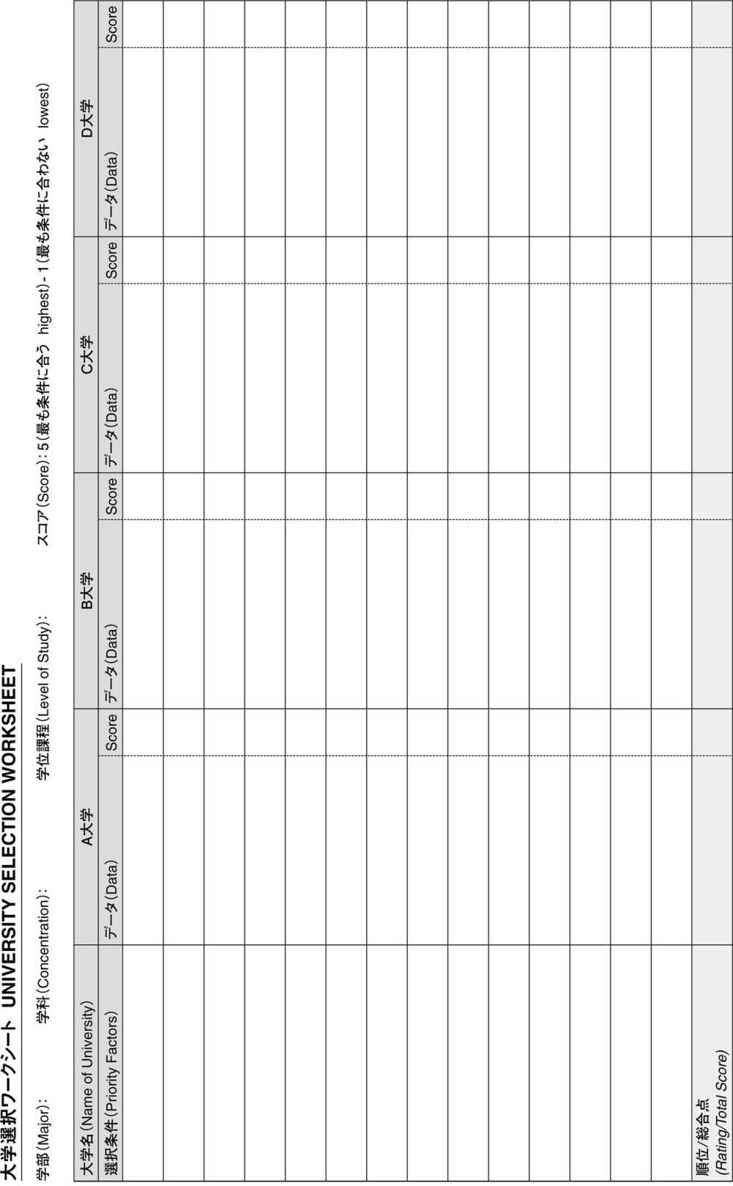 大学選択ワークシート UNIVERSITY SELECTION WORKSHEET
学部(Major): 学科(Concentration): 学位課程(Level of Study): スコア(Score):5(最も条件に合う highest)- 1(最も条件に合わない lowest)
大学名(Name of University) A大学 B大学 C大学 D大学
選択条件(Priority Factors) データ(Data) Score データ(Data) Score データ(Data) Score データ(Data) Score
順位/総合点
(Rating/Total Score)